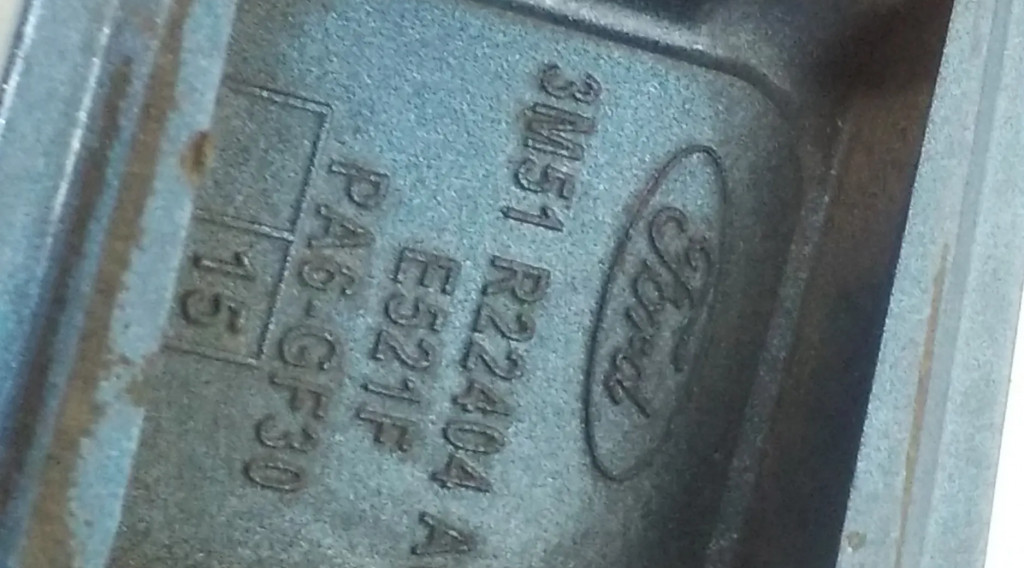 Ford
3M51 R22404 A
E521F
PA6-GF30
15